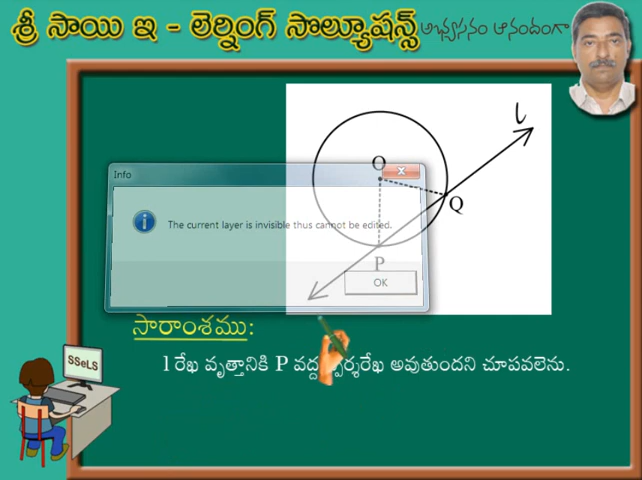 శ్రీ సాయి ఇ - లెర్నింగ్ సొల్యూషన్స్ అభ్యసనం ఆనందంగా
l
Info
O
Q
The current layer is invisible thus cannot be edited.
P
OK
సారాంశము:
SSeLS
l రేఖ వృత్తానికి P వద్ద స్పర్శరేఖ అవుతుందని చూపవలెను.